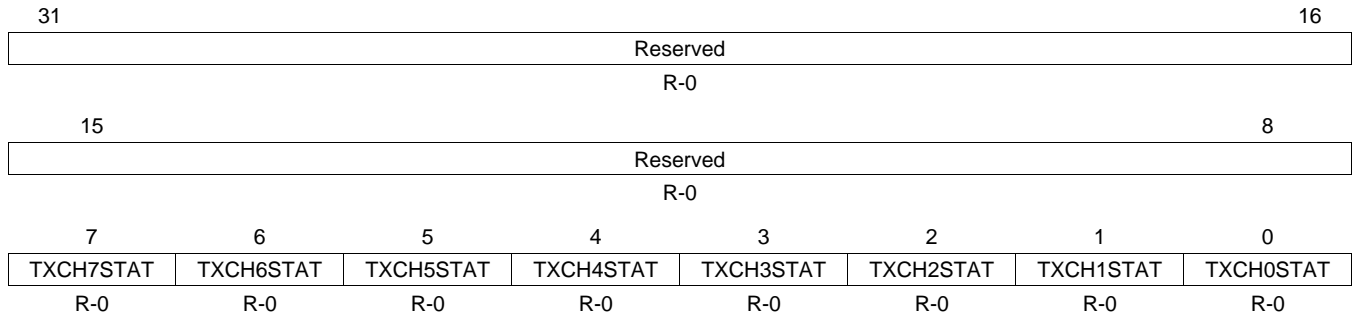 31 16
Reserved
R-0
15 8
Reserved
R-0
7 6 5 4 3 2 1 0
TXCH7STAT TXCH6STAT TXCH5STAT TXCH4STAT TXCH3STAT TXCH2STAT TXCH1STAT TXCH0STAT
R-0 R-0 R-0 R-0 R-0 R-0 R-0 R-0